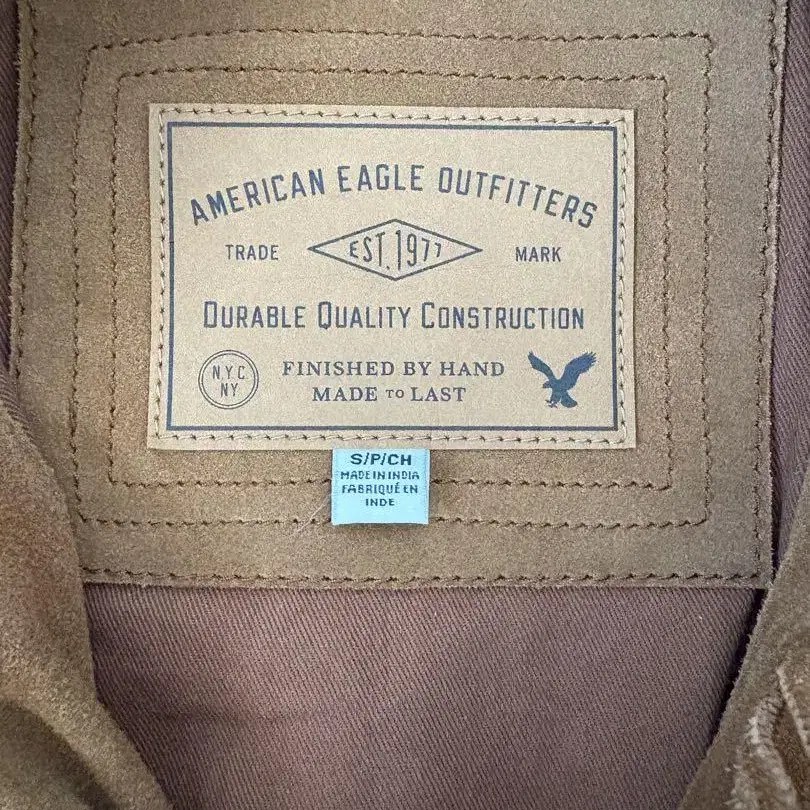 AMERICAN EAGLE OUTFITTERS
TRADE EST. 1977 MARK
DURABLE QUALITY CONSTRUCTION
N.Y.C.
NY
FINISHED BY HAND
MADE TO LAST
S/P/CH
MADE IN INDIA
FABRIQUÉ EN
INDE